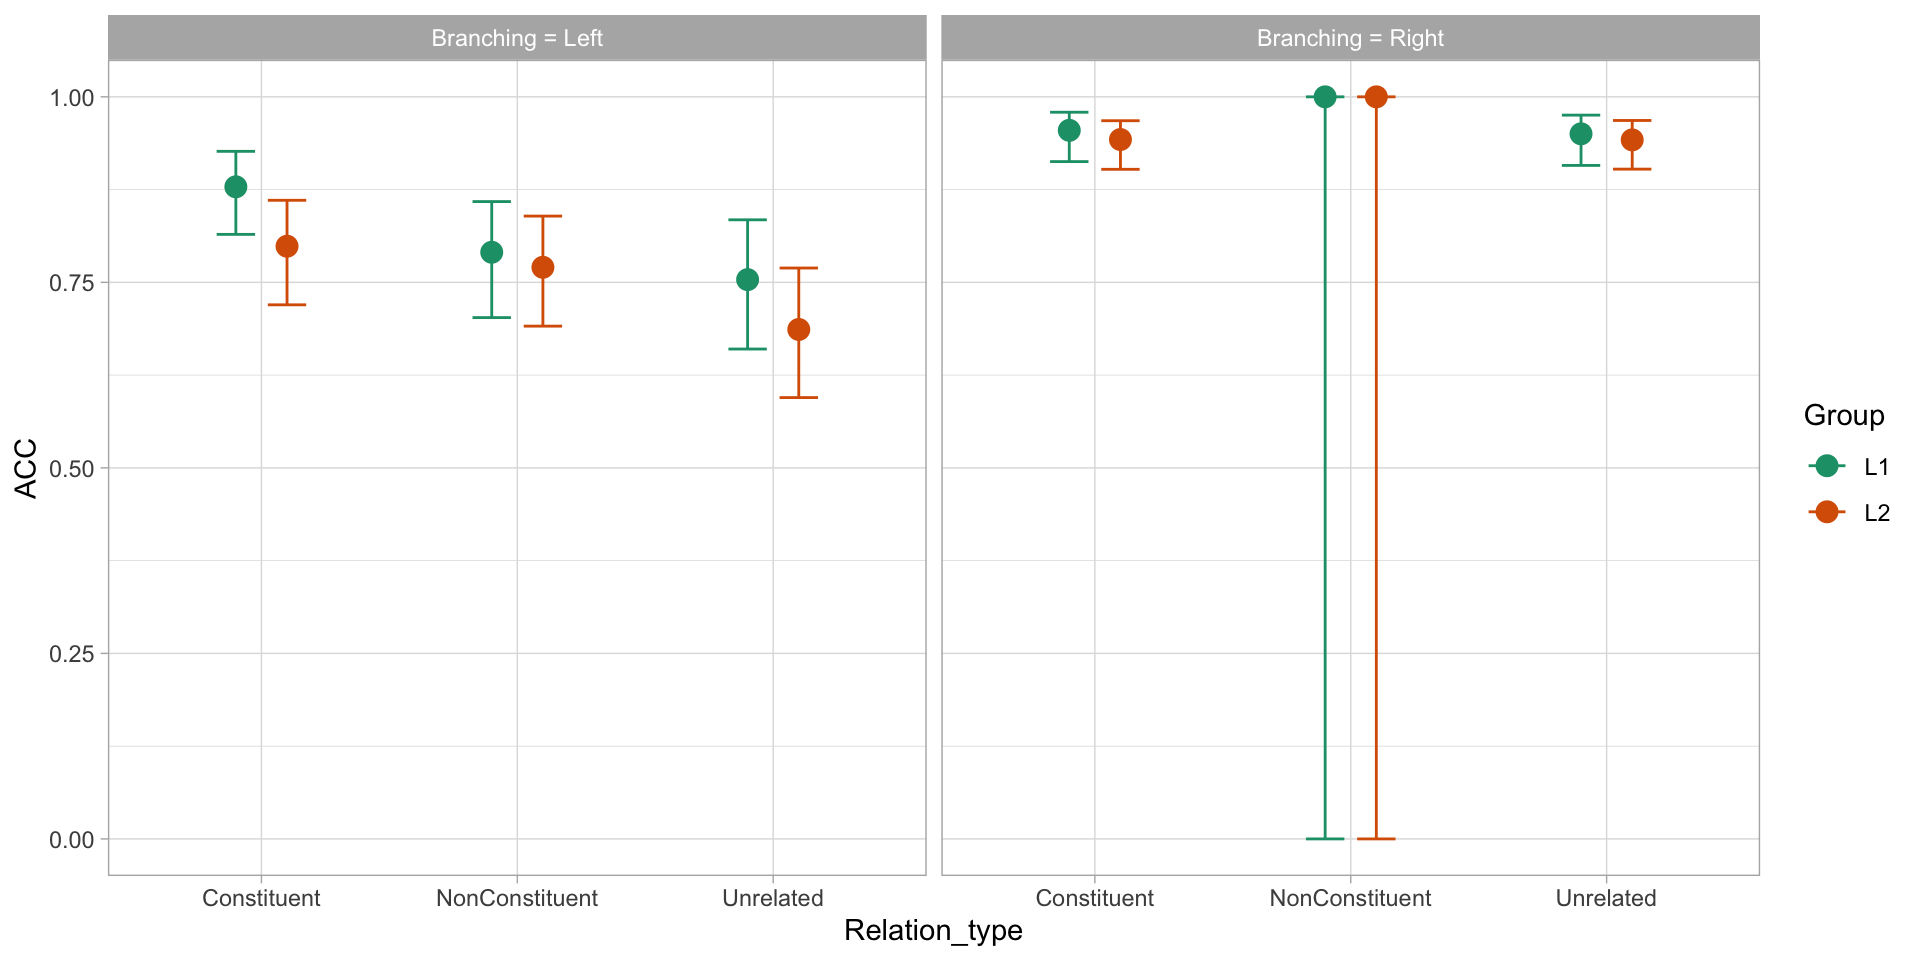 Branching = Left
Branching = Right
1.00
0.75
0.50
0.25
0.00
ACC
Constituent
NonConstituent
Unrelated
Constituent
NonConstituent
Unrelated
Relation_type
Group
L1
L2